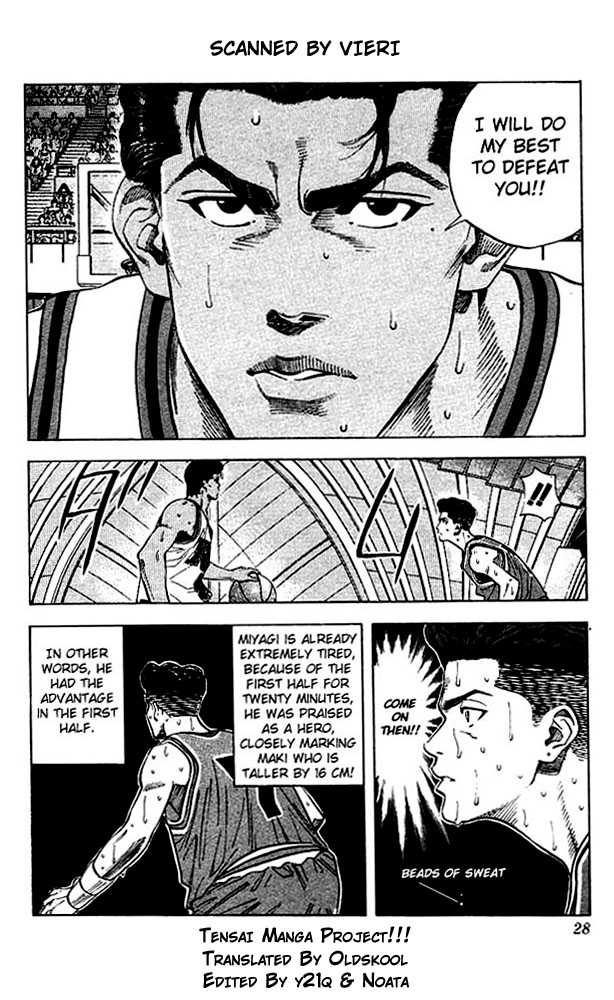 SCANNED BY VIERI
I WILL DO
MY BEST
TO DEFEAT
YOU!!
ダ
ム
!!
IN OTHER
WORDS, HE
HAD THE
ADVANTAGE
IN THE FIRST
HALF.
MIYAGI IS ALREADY
EXTREMELY TIRED,
BECAUSE OF THE
FIRST HALF FOR
TWENTY MINUTES,
HE WAS PRAISED
AS A HERO,
CLOSELY MARKING
MAKI WHO IS
TALLER BY 16 CM!
7
COME
ON
THEN!!
BEADS OF SWEAT
28
TENSAI MANGA PROJECT!!!
TRANSLATED BY OLDSKOOL
EDITED BY Y21Q & NOATA